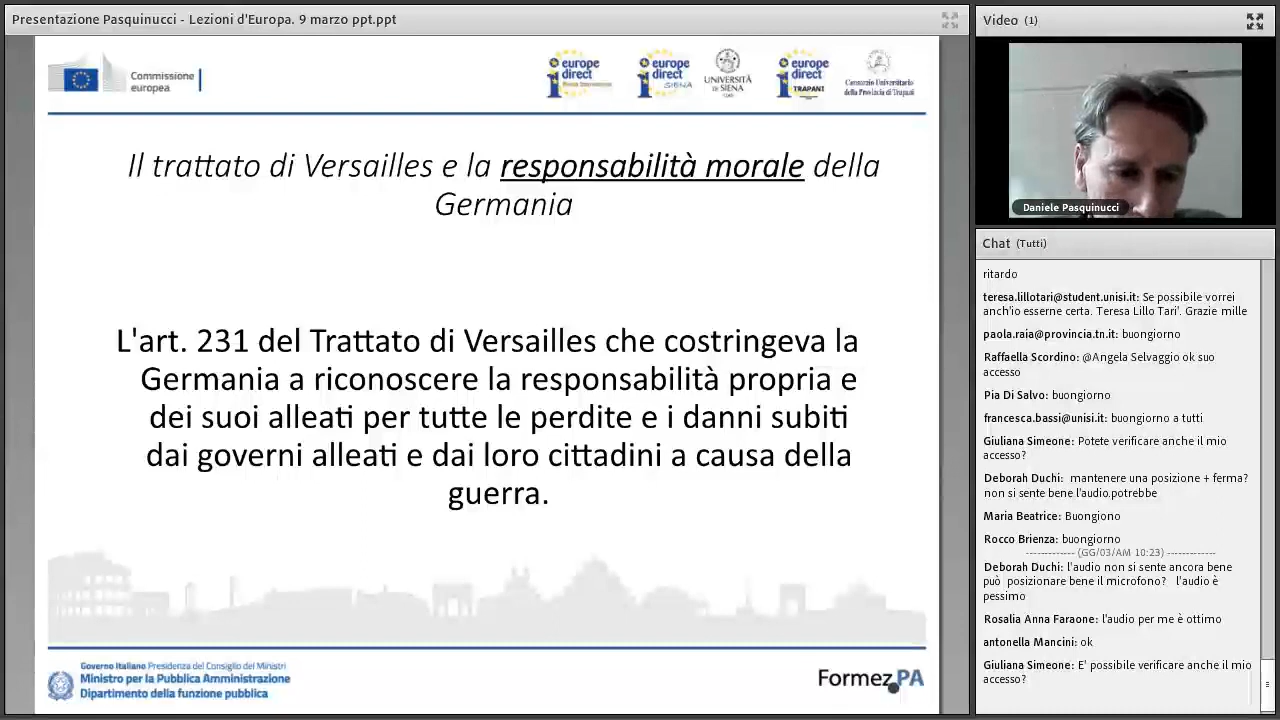 Presentazione Pasquinucci - Lezioni d'Europa. 9 marzo ppt.ppt
Commissione
europea
europe
direct
europe
direct
SIENA
UNIVERSITÀ
DI SIENA
1240
europe
direct
TRAPANI
Consorzio Universitario
della Provincia di Trapani
Il trattato di Versailles e la responsabilità morale della
Germania
L'art. 231 del Trattato di Versailles che costringeva la
Germania a riconoscere la responsabilità propria e
dei suoi alleati per tutte le perdite e i danni subiti
dai governi alleati e dai loro cittadini a causa della
guerra.
Governo Italiano Presidenza del Consiglio dei Ministri
Ministro per la Pubblica Amministrazione
Dipartimento della funzione pubblica
Formez PA
Video (1)
Daniele Pasquinucci
Chat (Tutti)
ritardo
teresa.lillotari@student.unisi.it: Se possibile vorrei
anch'io esserne certa. Teresa Lillo Tari'. Grazie mille
paola.raia@provincia.tn.it: buongiorno
Raffaella Scordino: @Angela Selvaggio ok suo
accesso
Pia Di Salvo: buongiorno
francesca.bassi@unisi.it: buongiorno a tutti
Giuliana Simeone: Potete verificare anche il mio
accesso?
Deborah Duchi: mantenere una posizione + ferma?
non si sente bene l'audio.potrebbe
Maria Beatrice: Buongiono
Rocco Brienza: buongiorno
------------- (GG/03/AM 10:23) -------------
Deborah Duchi: l'audio non si sente ancora bene
può posizionare bene il microfono? l'audio è
pessimo
Rosalia Anna Faraone: l'audio per me è ottimo
antonella Mancini: ok
Giuliana Simeone: E' possibile verificare anche il mio
accesso?